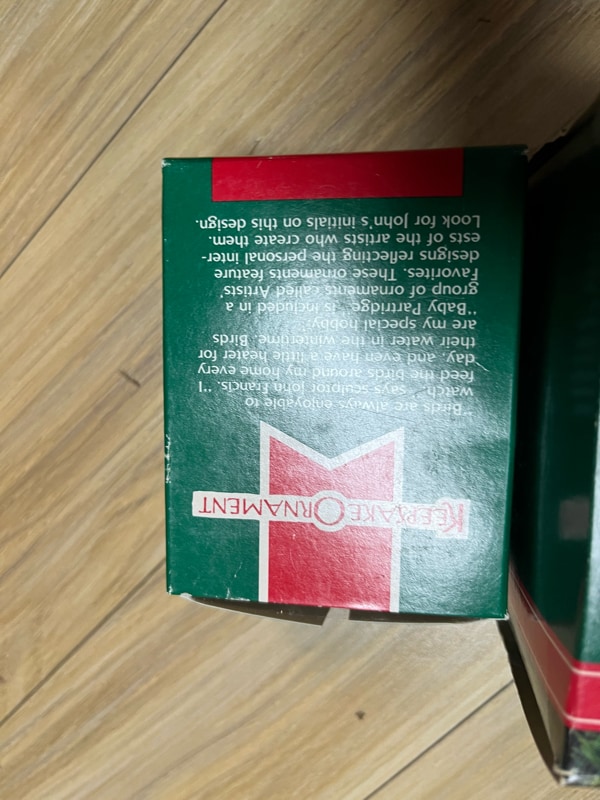 KEEPSAKE ORNAMENT
"Birds are always enjoyable to
watch," says sculptor John Francis. "I
feed the birds around my home every
day, and even have a little heater for
their water in the wintertime. Birds
are my special hobby."
"Baby Partridge" is included in a
group of ornaments called Artists'
Favorites. These ornaments feature
designs reflecting the personal inter-
ests of the artists who create them.
Look for John's initials on this design.